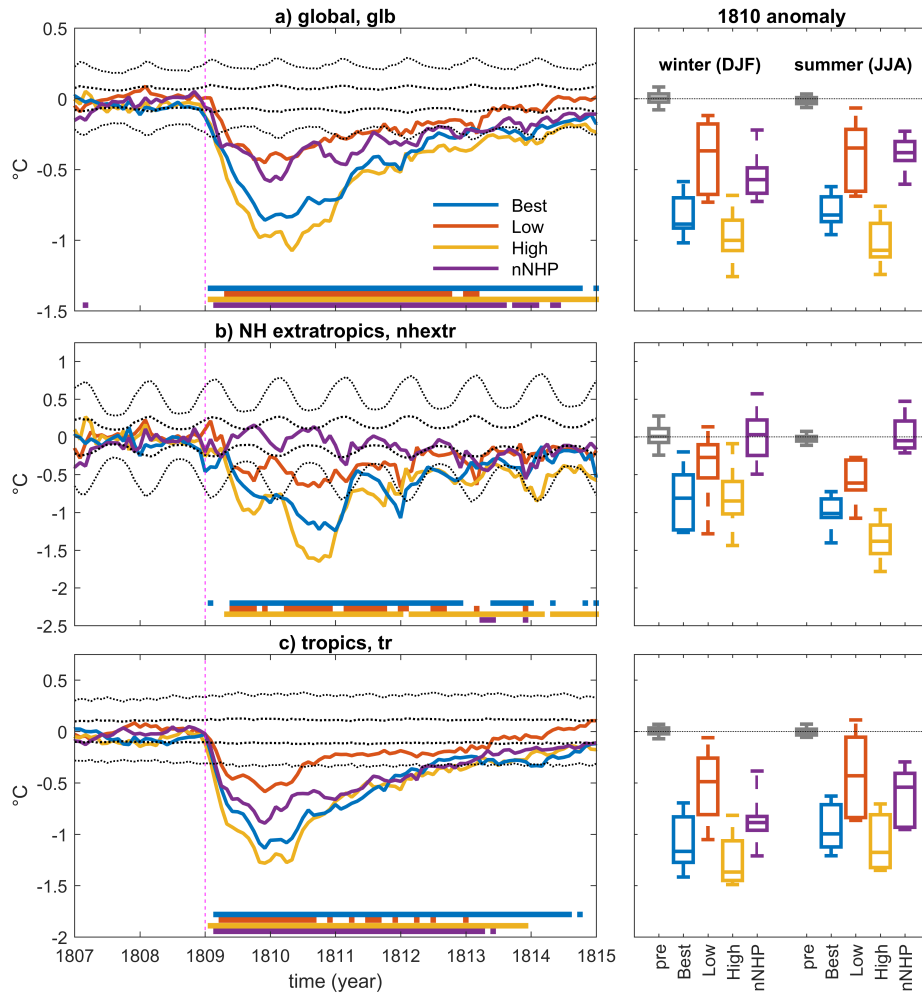 a) global, glb
1810 anomaly
0.5
0
-0.5
-1
-1.5
°C
Best
Low
High
nNHP
winter (DJF)
summer (JJA)
b) NH extratropics, nhextr
1
0.5
0
-0.5
-1
-1.5
-2
-2.5
°C
c) tropics, tr
0.5
0
-0.5
-1
-1.5
-2
°C
1807
1808
1809
1810
1811
1812
1813
1814
1815
time (year)
pre
Best
Low
High
nNHP
pre
Best
Low
High
nNHP